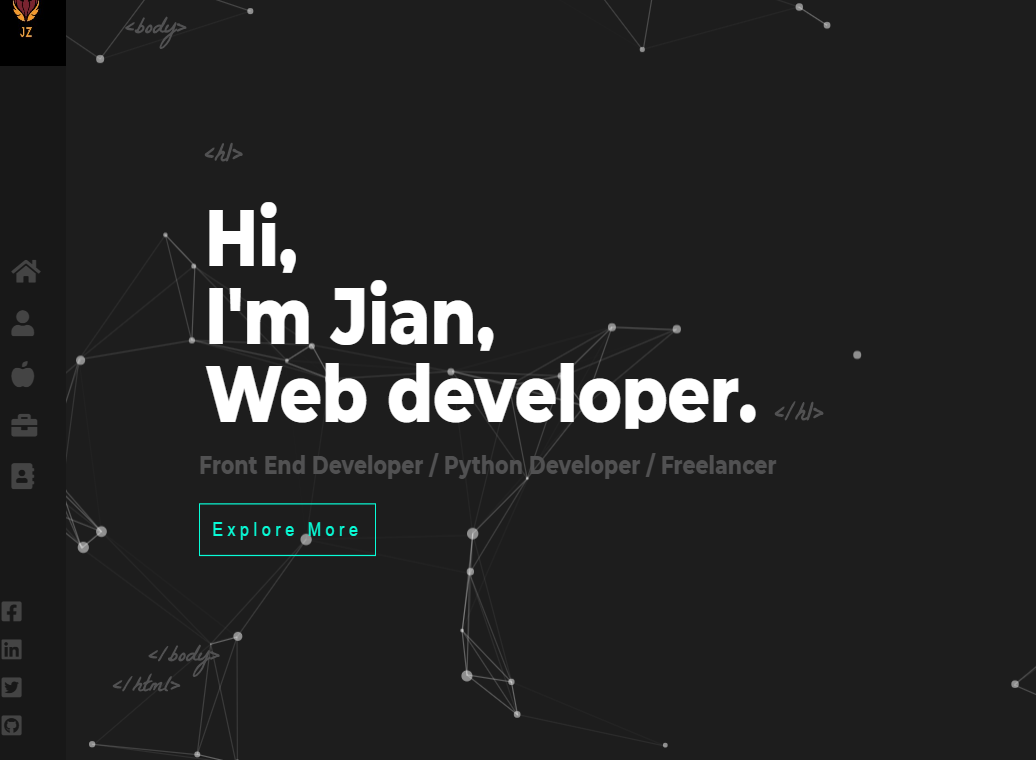 JZ
<body>
<h1>
Hi,
I'm Jian,
Web developer.
</h1>
Front End Developer / Python Developer / Freelancer
Explore More
</body>
</html>